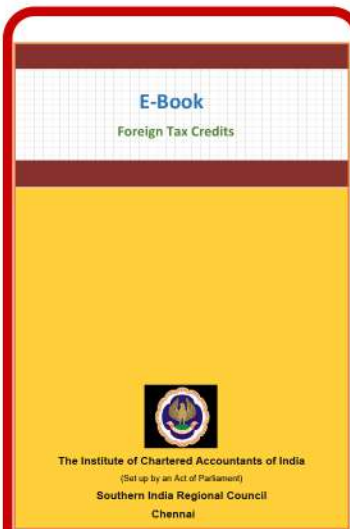 E-Book
Foreign Tax Credits
The Institute of Chartered Accountants of India
(Set up by an Act of Parliament)
Southern India Regional Council
Chennai